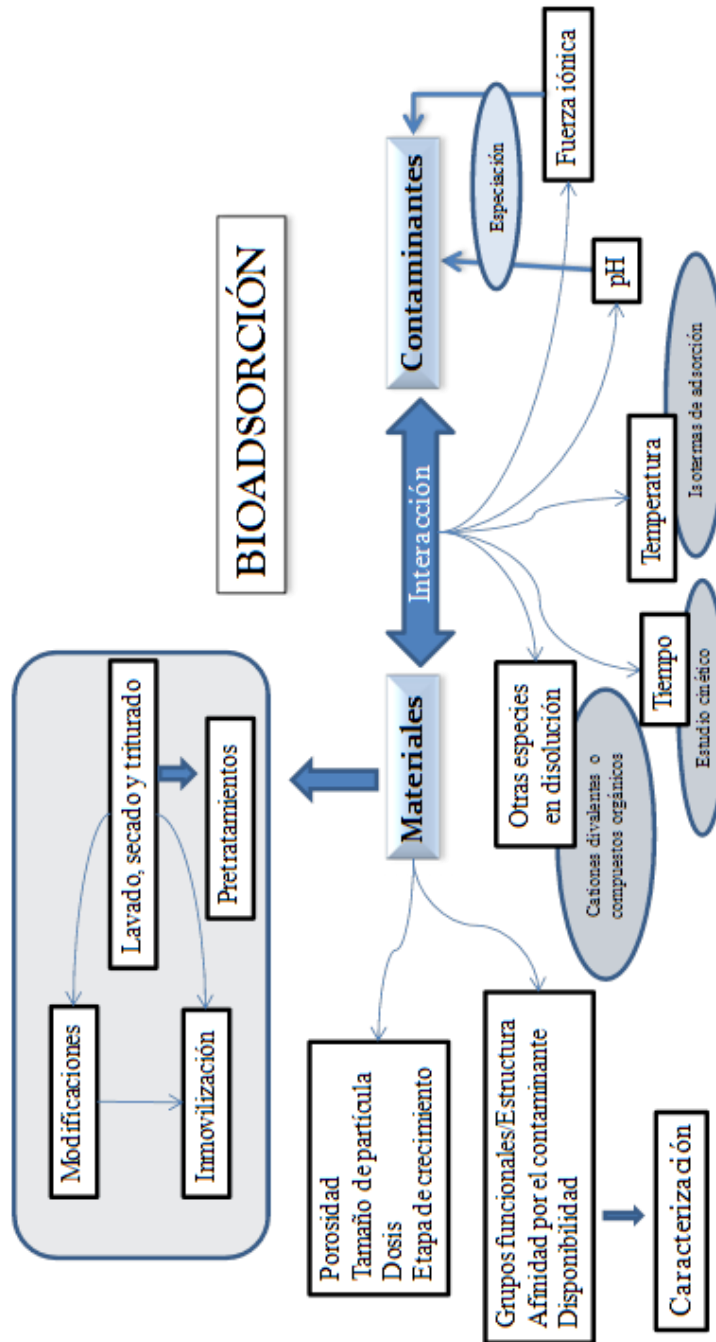 BIOADSORCIÓN
Modificaciones
Lavado, secado y triturado
Inmovilización
Pretratamientos
Materiales
Interacción
Contaminantes
Porosidad
Tamaño de partícula
Dosis
Etapa de crecimiento
Grupos funcionales/Estructura
Afinidad por el contaminante
Disponibilidad
Caracterización
Otras especies
en disolución
Cationes divalentes o
compuestos orgánicos
Tiempo
Estudio cinético
Temperatura
Isotermas de adsorción
pH
Especiación
Fuerza iónica